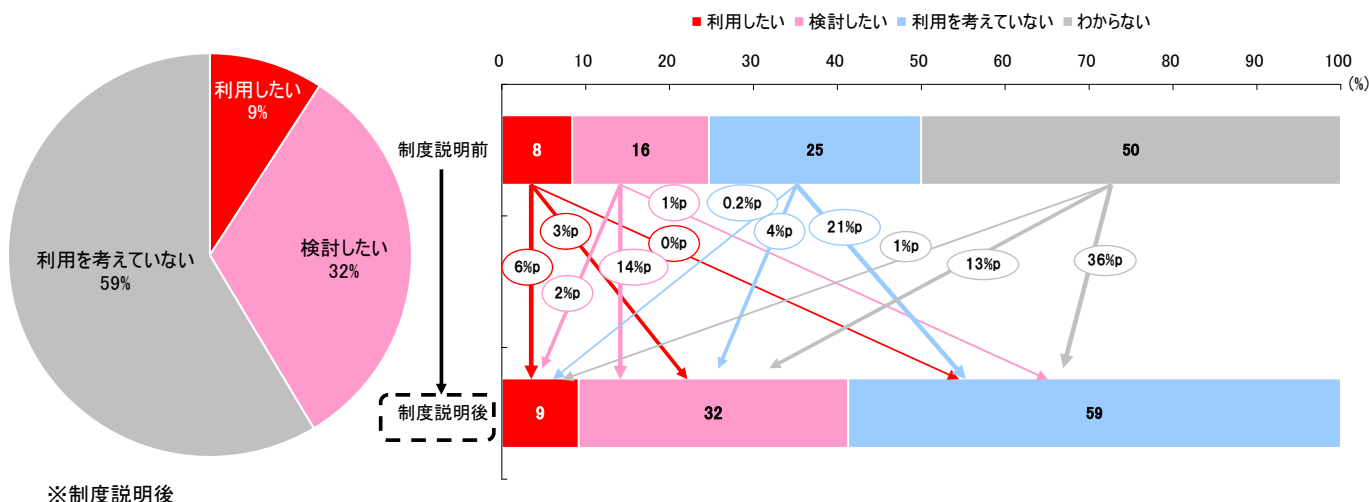 ■利用したい ■検討したい ■利用を考えていない ■わからない
0 10 20 30 40 50 60 70 80 90 100
(%)
利用したい
9%
検討したい
32%
利用を考えていない
59%
※制度説明後
制度説明前
8 16 25 50
1%p 0.2%p
3%p 0%p 4%p 21%p 1%p
6%p 2%p 14%p 13%p 36%p
制度説明後
9 32 59